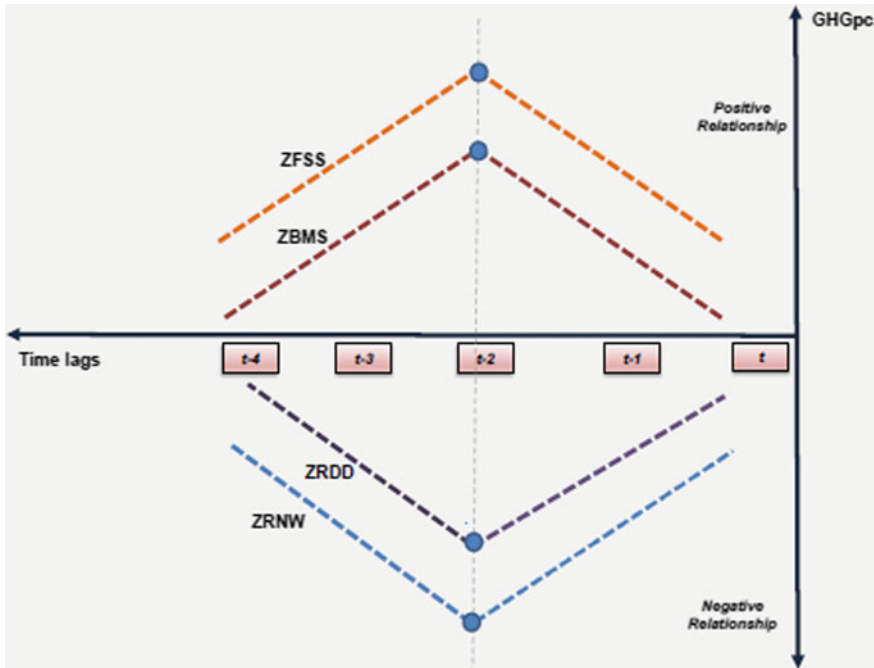 GHGpc
Positive
Relationship
ZFSS
ZBMS
Time lags
t-4
t-3
t-2
t-1
t
ZRDD
ZRNW
Negative
Relationship